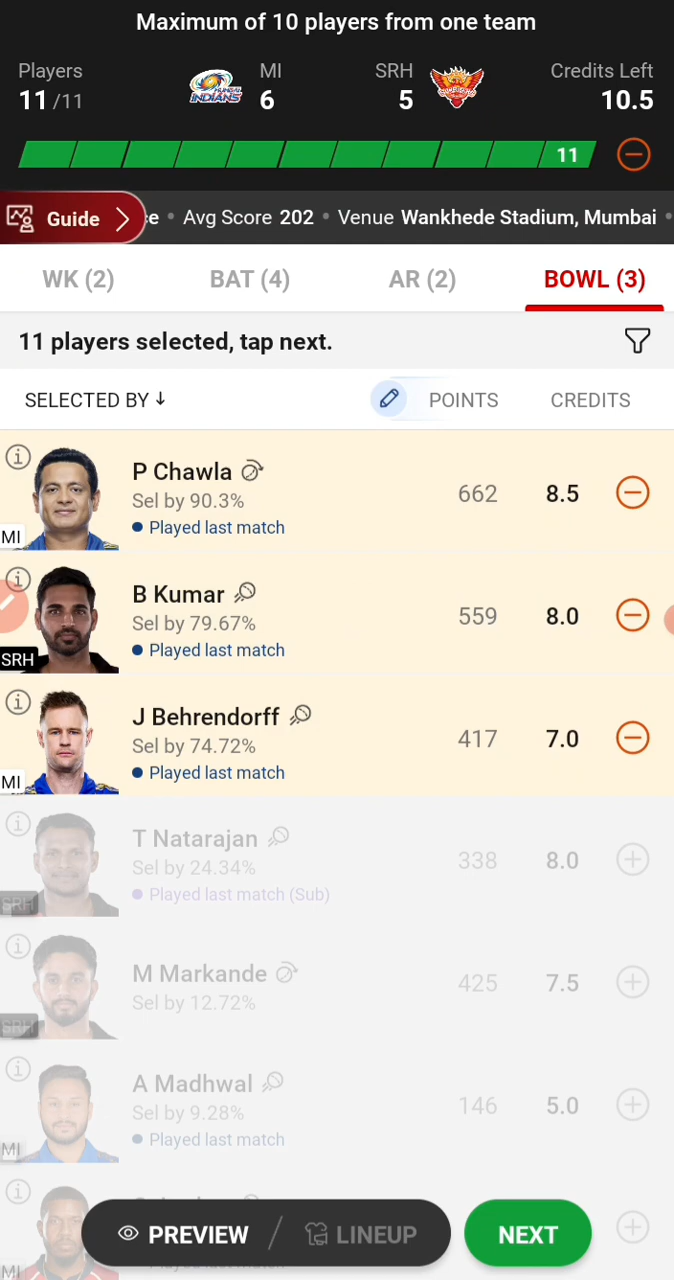 Maximum of 10 players from one team
Players MI SRH Credits Left
11/11 MUMBAI INDIANS 6 5 10.5
11
Guide ce • Avg Score 202 • Venue Wankhede Stadium, Mumbai •
WK (2) BAT (4) AR (2) BOWL (3)
11 players selected, tap next.
SELECTED BY ↓ POINTS CREDITS
P Chawla
Sel by 90.3% 662 8.5
• Played last match
MI
B Kumar
Sel by 79.67% 559 8.0
• Played last match
SRH
J Behrendorff
Sel by 74.72% 417 7.0
• Played last match
MI
T Natarajan
Sel by 24.34% 338 8.0
• Played last match (Sub)
SRH
M Markande
Sel by 12.72% 425 7.5
SRH
A Madhwal
Sel by 9.28% 146 5.0
• Played last match
MI
PREVIEW / LINEUP NEXT
MI